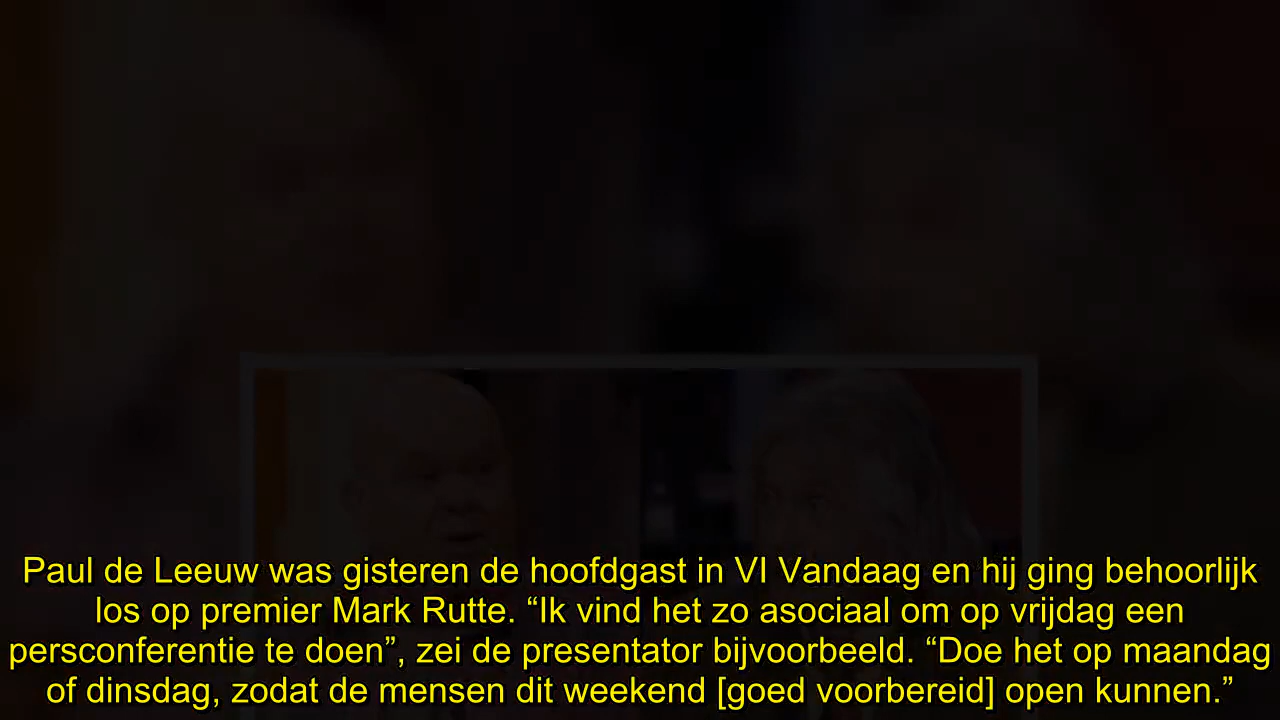 Paul de Leeuw was gisteren de hoofdgast in VI Vandaag en hij ging behoorlijk
los op premier Mark Rutte. “Ik vind het zo asociaal om op vrijdag een
persconferentie te doen”, zei de presentator bijvoorbeeld. “Doe het op maandag
of dinsdag, zodat de mensen dit weekend [goed voorbereid] open kunnen.”